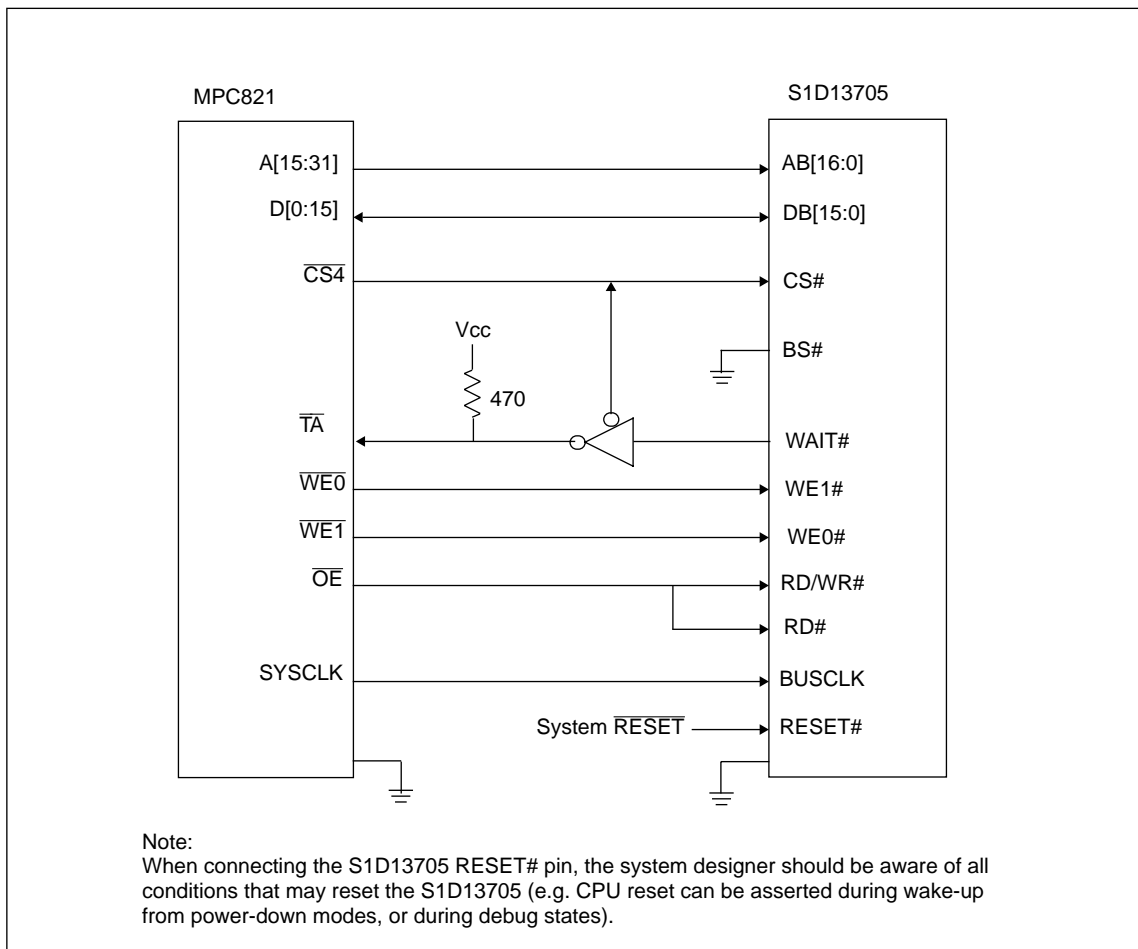 MPC821
S1D13705
A[15:31]
AB[16:0]
D[0:15]
DB[15:0]
CS4
CS#
Vcc
BS#
470
TA
WAIT#
WE0
WE1#
WE1
WE0#
OE
RD/WR#
RD#
SYSCLK
BUSCLK
System RESET
RESET#
Note:
When connecting the S1D13705 RESET# pin, the system designer should be aware of all
conditions that may reset the S1D13705 (e.g. CPU reset can be asserted during wake-up
from power-down modes, or during debug states).